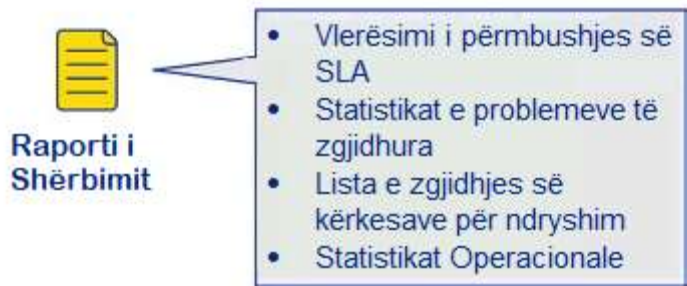 Raporti i
Shërbimit
• Vlerësimi i përmbushjes së
SLA
• Statistikat e problemeve të
zgjidhura
• Lista e zgjidhjes së
kërkesave për ndryshim
• Statistikat Operacionale